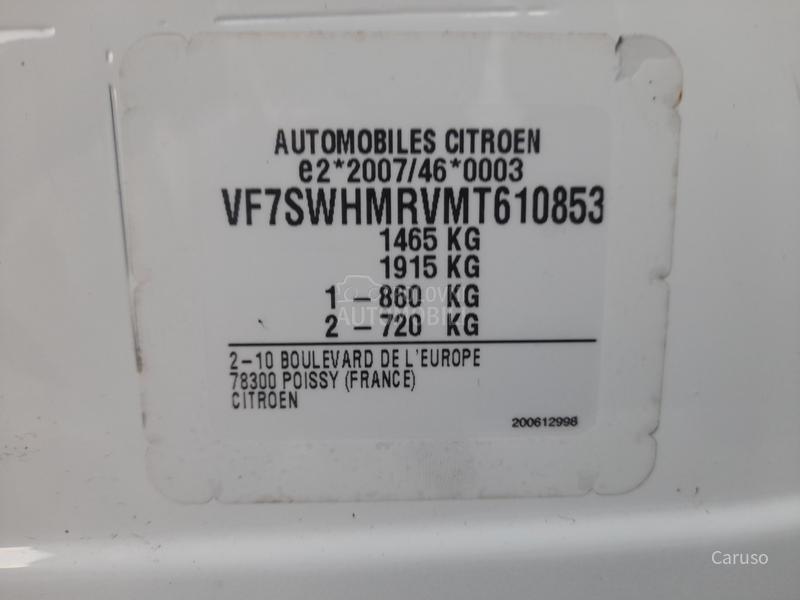 AUTOMOBILES CITROEN
e2*2007/46*0003
VF7SWHMRVMT610853
1465 KG
1915 KG
1 – 860 KG
2 – 720 KG
2–10 BOULEVARD DE L'EUROPE
78300 POISSY (FRANCE)
CITROEN
200612998
Caruso